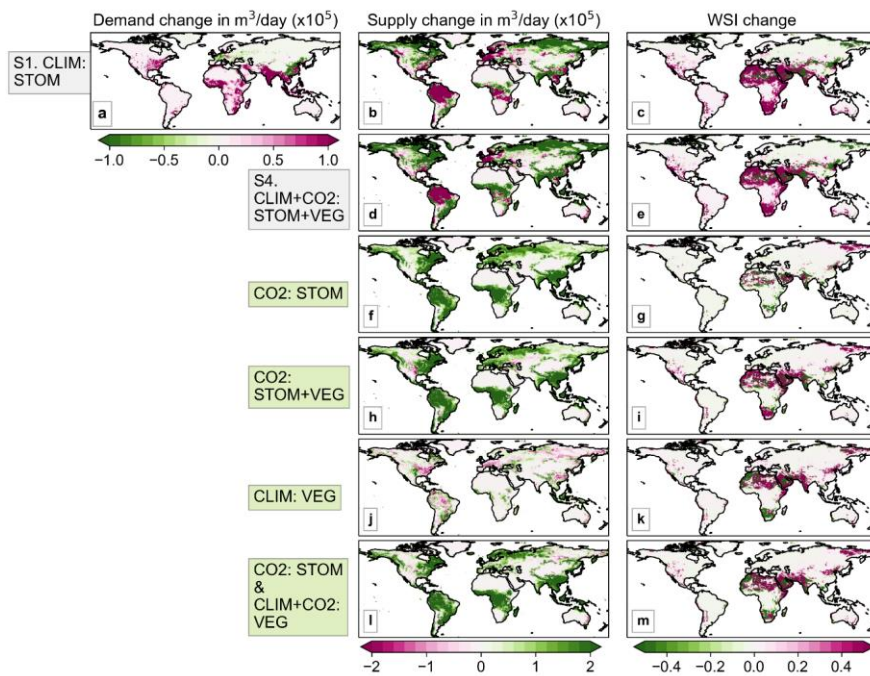 Demand change in m³/day (x10⁵)
Supply change in m³/day (x10⁵)
WSI change
S1. CLIM:
STOM
a
b
c
−1.0 −0.5 0.0 0.5 1.0
S4.
CLIM+CO2:
STOM+VEG
d
e
CO2: STOM
f
g
CO2:
STOM+VEG
h
i
CLIM: VEG
j
k
CO2: STOM
&
CLIM+CO2:
VEG
l
m
−2 −1 0 1 2
−0.4 −0.2 0.0 0.2 0.4